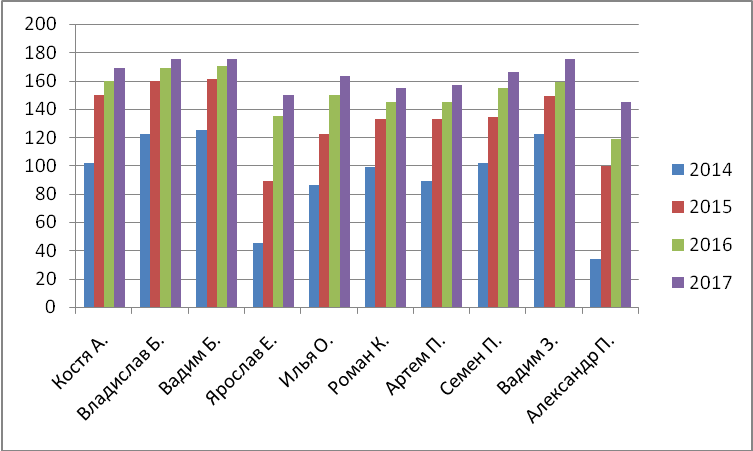 200
180
160
140
120
100
80
60
40
20
0
Костя А.
Владислав Б.
Вадим Б.
Ярослав Е.
Илья О.
Роман К.
Артем П.
Семен П.
Вадим З.
Александр П.
2014
2015
2016
2017